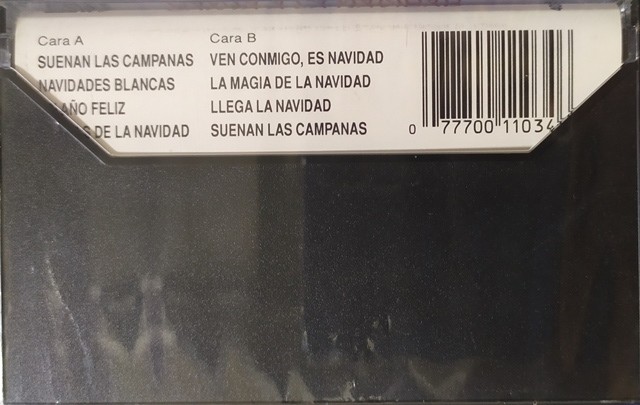 Cara A
SUENAN LAS CAMPANAS
NAVIDADES BLANCAS
AÑO FELIZ
DE LA NAVIDAD
Cara B
VEN CONMIGO, ES NAVIDAD
LA MAGIA DE LA NAVIDAD
LLEGA LA NAVIDAD
SUENAN LAS CAMPANAS
0 77700 11034